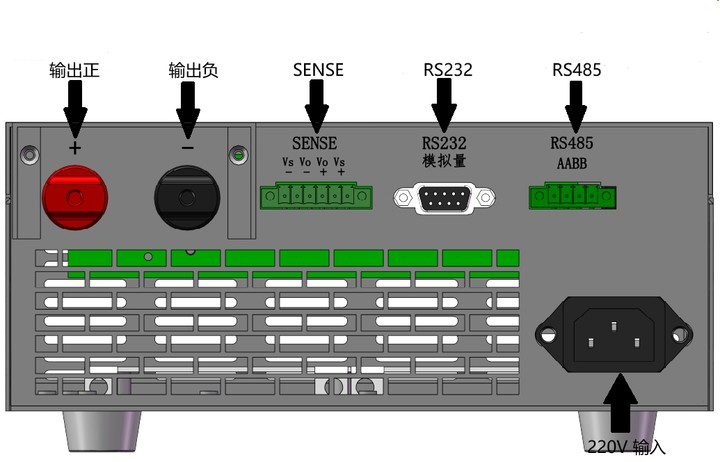 输出正
输出负
SENSE
RS232
RS485
+
−
SENSE
Vs Vo Vo Vs
− − + +
RS232
模拟量
RS485
AABB
220V 输入